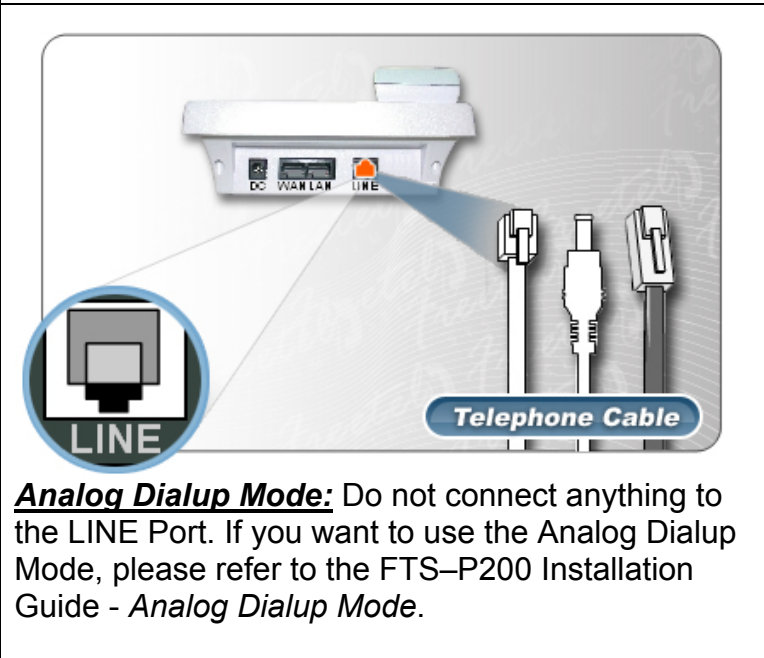 DC WAN LAN LINE
LINE
Telephone Cable
Analog Dialup Mode: Do not connect anything to
the LINE Port. If you want to use the Analog Dialup
Mode, please refer to the FTS–P200 Installation
Guide - Analog Dialup Mode.